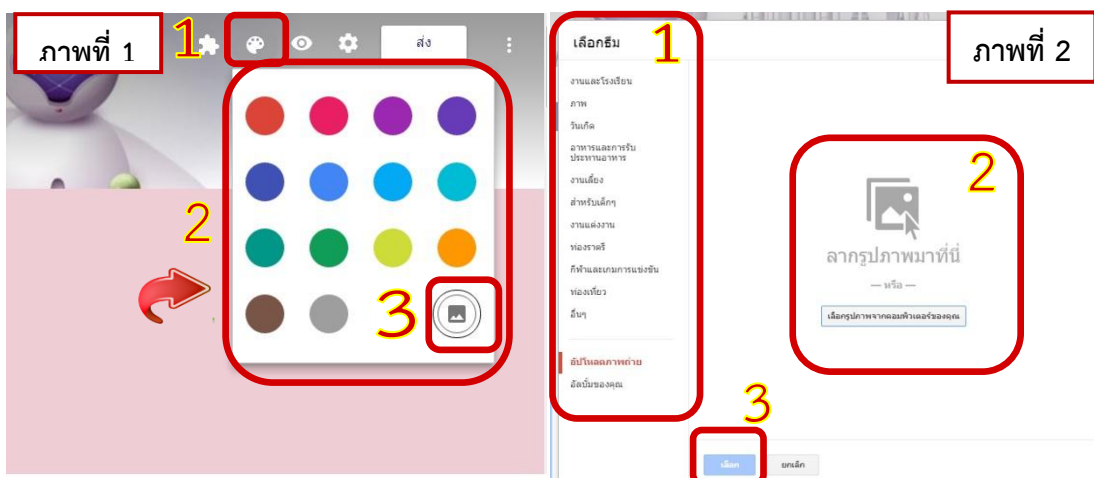 ภาพที่ 1
1
ส่ง
2
3
ภาพที่ 2
เลือกธีม
1
งานและโรงเรียน
ภาพ
วันเกิด
อาหารและการรับ
ประทานอาหาร
งานเลี้ยง
สำหรับเด็กๆ
งานแต่งงาน
ท่องราตรี
กีฬาและเกมการแข่งขัน
ท่องเที่ยว
อื่นๆ
อัปโหลดภาพถ่าย
อัลบั้มของคุณ
2
ลากรูปภาพมาที่นี่
— หรือ —
เลือกรูปภาพจากคอมพิวเตอร์ของคุณ
3
เลือก
ยกเลิก